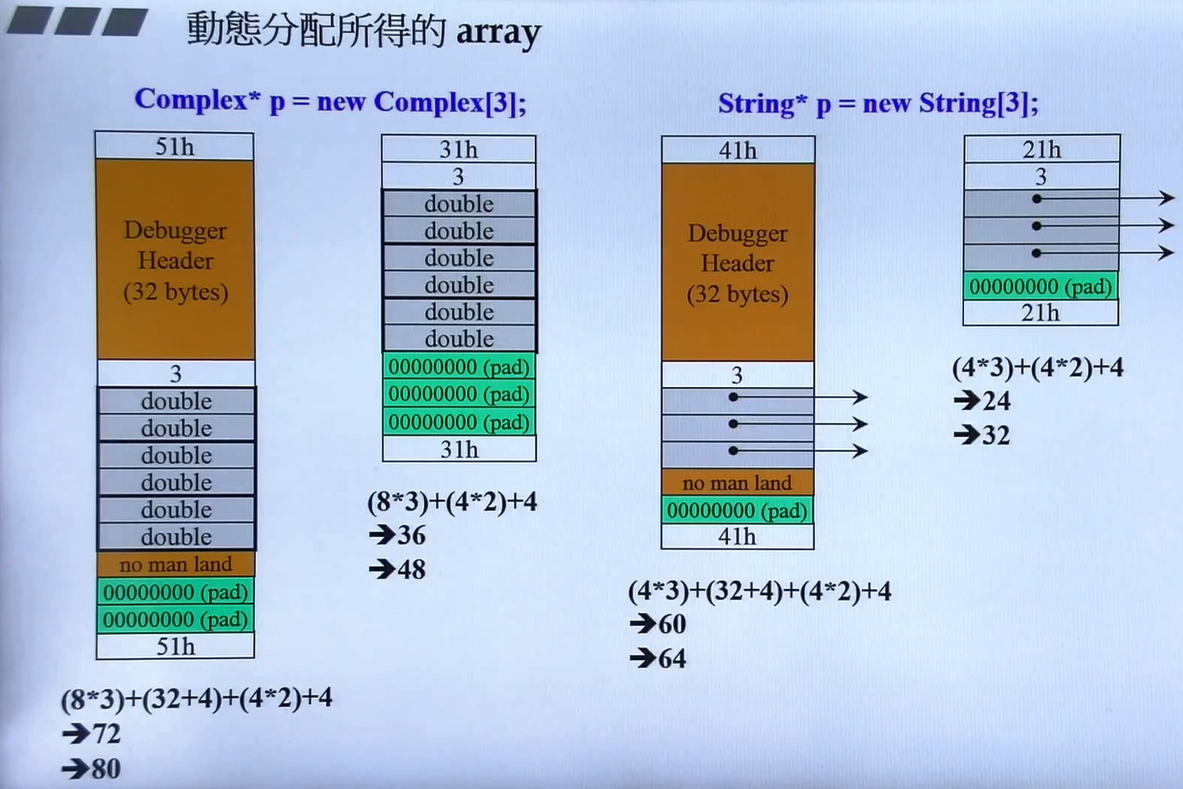 動態分配所得的 array
Complex* p = new Complex[3];
51h
Debugger
Header
(32 bytes)
3
double
double
double
double
double
double
no man land
00000000 (pad)
00000000 (pad)
51h
(8*3)+(32+4)+(4*2)+4
➔72
➔80
31h
3
double
double
double
double
double
double
00000000 (pad)
00000000 (pad)
00000000 (pad)
31h
(8*3)+(4*2)+4
➔36
➔48
String* p = new String[3];
41h
Debugger
Header
(32 bytes)
3
no man land
00000000 (pad)
41h
(4*3)+(32+4)+(4*2)+4
➔60
➔64
21h
3
00000000 (pad)
21h
(4*3)+(4*2)+4
➔24
➔32